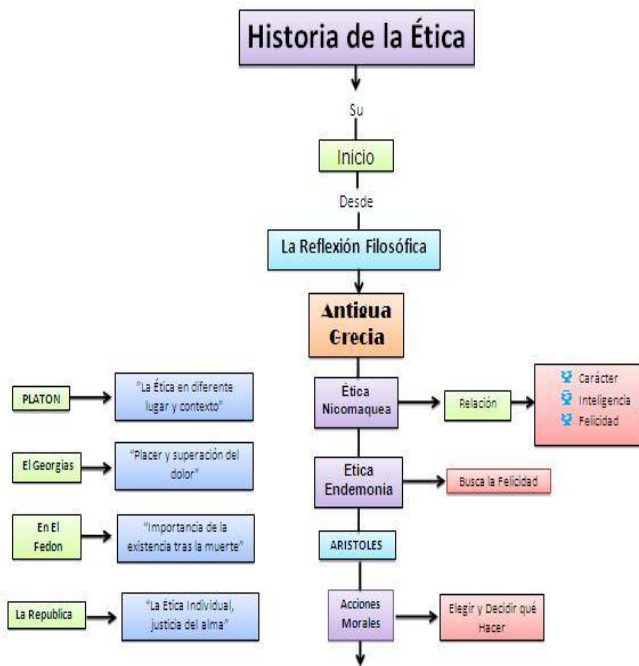 Historia de la Ética
Su
Inicio
Desde
La Reflexión Filosófica
Antigua
Grecia
PLATON
"La Ética en diferente
lugar y contexto"
El Georgias
"Placer y superación del
dolor"
En El
Fedon
"Importancia de la
existencia tras la muerte"
La Republica
"La Ética Individual,
justicia del alma"
Ética
Nicomaquea
Relación
Carácter
Inteligencia
Felicidad
Etica
Endemonia
Busca la Felicidad
ARISTOLES
Acciones
Morales
Elegir y Decidir qué
Hacer